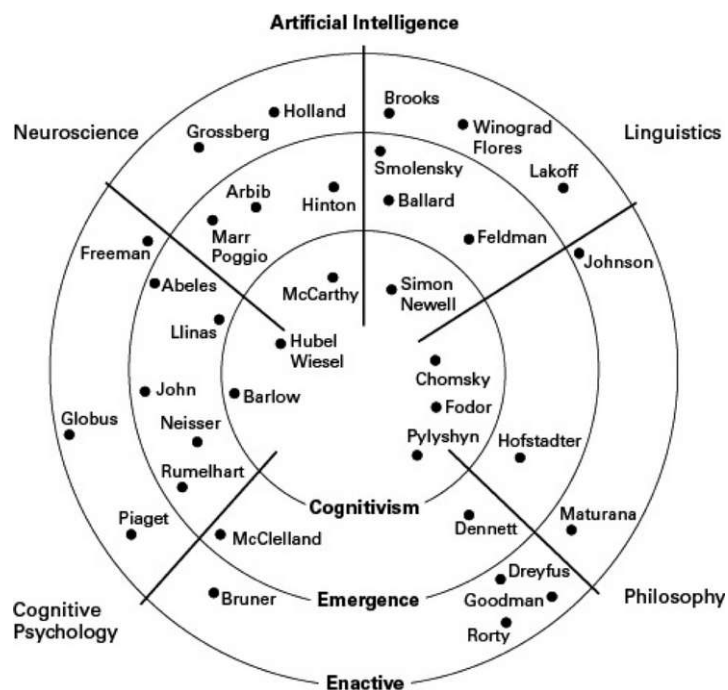 Artificial Intelligence
Brooks
Holland
Winograd
Flores
Neuroscience
Linguistics
Grossberg
Smolensky
Lakoff
Arbib
Hinton
Ballard
Marr
Poggio
Feldman
Freeman
Johnson
Abeles
McCarthy
Simon
Newell
Llinas
Hubel
Wiesel
Chomsky
John
Barlow
Fodor
Globus
Neisser
Pylyshyn
Hofstadter
Rumelhart
Cognitivism
Piaget
Dennett
Maturana
McClelland
Dreyfus
Cognitive
Psychology
Bruner
Emergence
Goodman
Philosophy
Rorty
Enactive